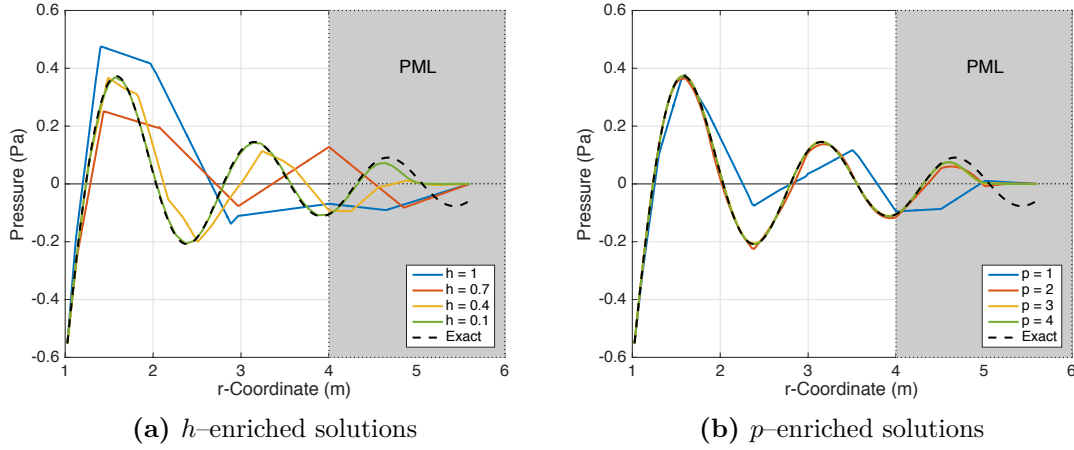 0.6
0.4
0.2
0
-0.2
-0.4
-0.6
Pressure (Pa)
1 2 3 4 5 6
r-Coordinate (m)
PML
h = 1
h = 0.7
h = 0.4
h = 0.1
Exact
(a) h–enriched solutions
0.6
0.4
0.2
0
-0.2
-0.4
-0.6
Pressure (Pa)
1 2 3 4 5 6
r-Coordinate (m)
PML
p = 1
p = 2
p = 3
p = 4
Exact
(b) p–enriched solutions